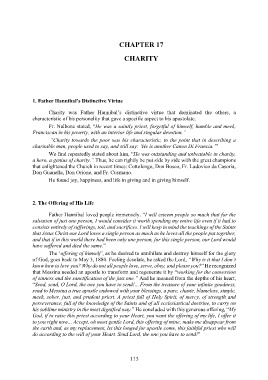 CHAPTER 17
CHARITY
1. Father Hannibal's Distinctive Virtue
Charity was Father Hannibal's distinctive virtue that dominated the others, a
characteristic of his personality that gave a specific aspect to his apostolate.
Fr. Nalbone stated, "He was a saintly priest, forgetful of himself, humble and meek,
Franciscan in his poverty, with an interior life and singular devotion."
"Charity towards the poor was his characteristic, to the point that in describing a
charitable man, people used to say, and still say: 'He is another Canon Di Francia.'"
We find repeatedly stated about him, "He was outstanding and unbeatable in charity,
a hero, a genius of charity." Thus, he can rightly be put side by side with the great champions
that enlightened the Church in recent times: Cottolengo, Don Bosco, Fr. Ludovico da Casoria,
Don Guanella, Don Orione, and Fr. Cusmano.
He found joy, happiness, and life in giving and in giving himself.
2. The Offering of His Life
Father Hannibal loved people immensely. "I will esteem people so much that for the
salvation of just one person, I would consider it worth spending my entire life even if it had to
consist entirely of sufferings, toil, and sacrifices. I will keep in mind the teachings of the Saints
that Jesus Christ our Lord loves a single person as much as he loves all the people put together,
and that if in this world there had been only one person, for this single person, our Lord would
have suffered and died the same."
The 'offering of himself', as he desired to annihilate and destroy himself for the glory
of God, goes back to May 5, 1884. Feeling desolate, he asked the Lord, "Why is it that I don't
know how to love you? Why do not all people love, serve, obey, and please you?" He recognized
that Messina needed an apostle to transform and regenerate it by "working for the conversion
of sinners and the sanctification of the just one." And he moaned from the depths of his heart,
"Send, send, O Lord, the one you have to send!... From the treasure of your infinite goodness,
send to Messina a true apostle endowed with your blessings, a pure, chaste, blameless, simple,
meek, sober, just, and prudent priest. A priest full of Holy Spirit, of mercy, of strength and
perseverance, full of the knowledge of the Saints and of all ecclesiastical doctrine, to carry on
his sublime ministry in the most dignified way." He concluded with this generous offering, "My
God, if to raise this priest according to your Heart, you want the offering of my life, I offer it
to you right now... Accept, oh most gentle Lord, this offering of mine; make me disappear from
the earth and, as my replacement, let this longed for apostle come, this faithful priest who will
do according to the will of your Heart. Send Lord, the one you have to send!"
113